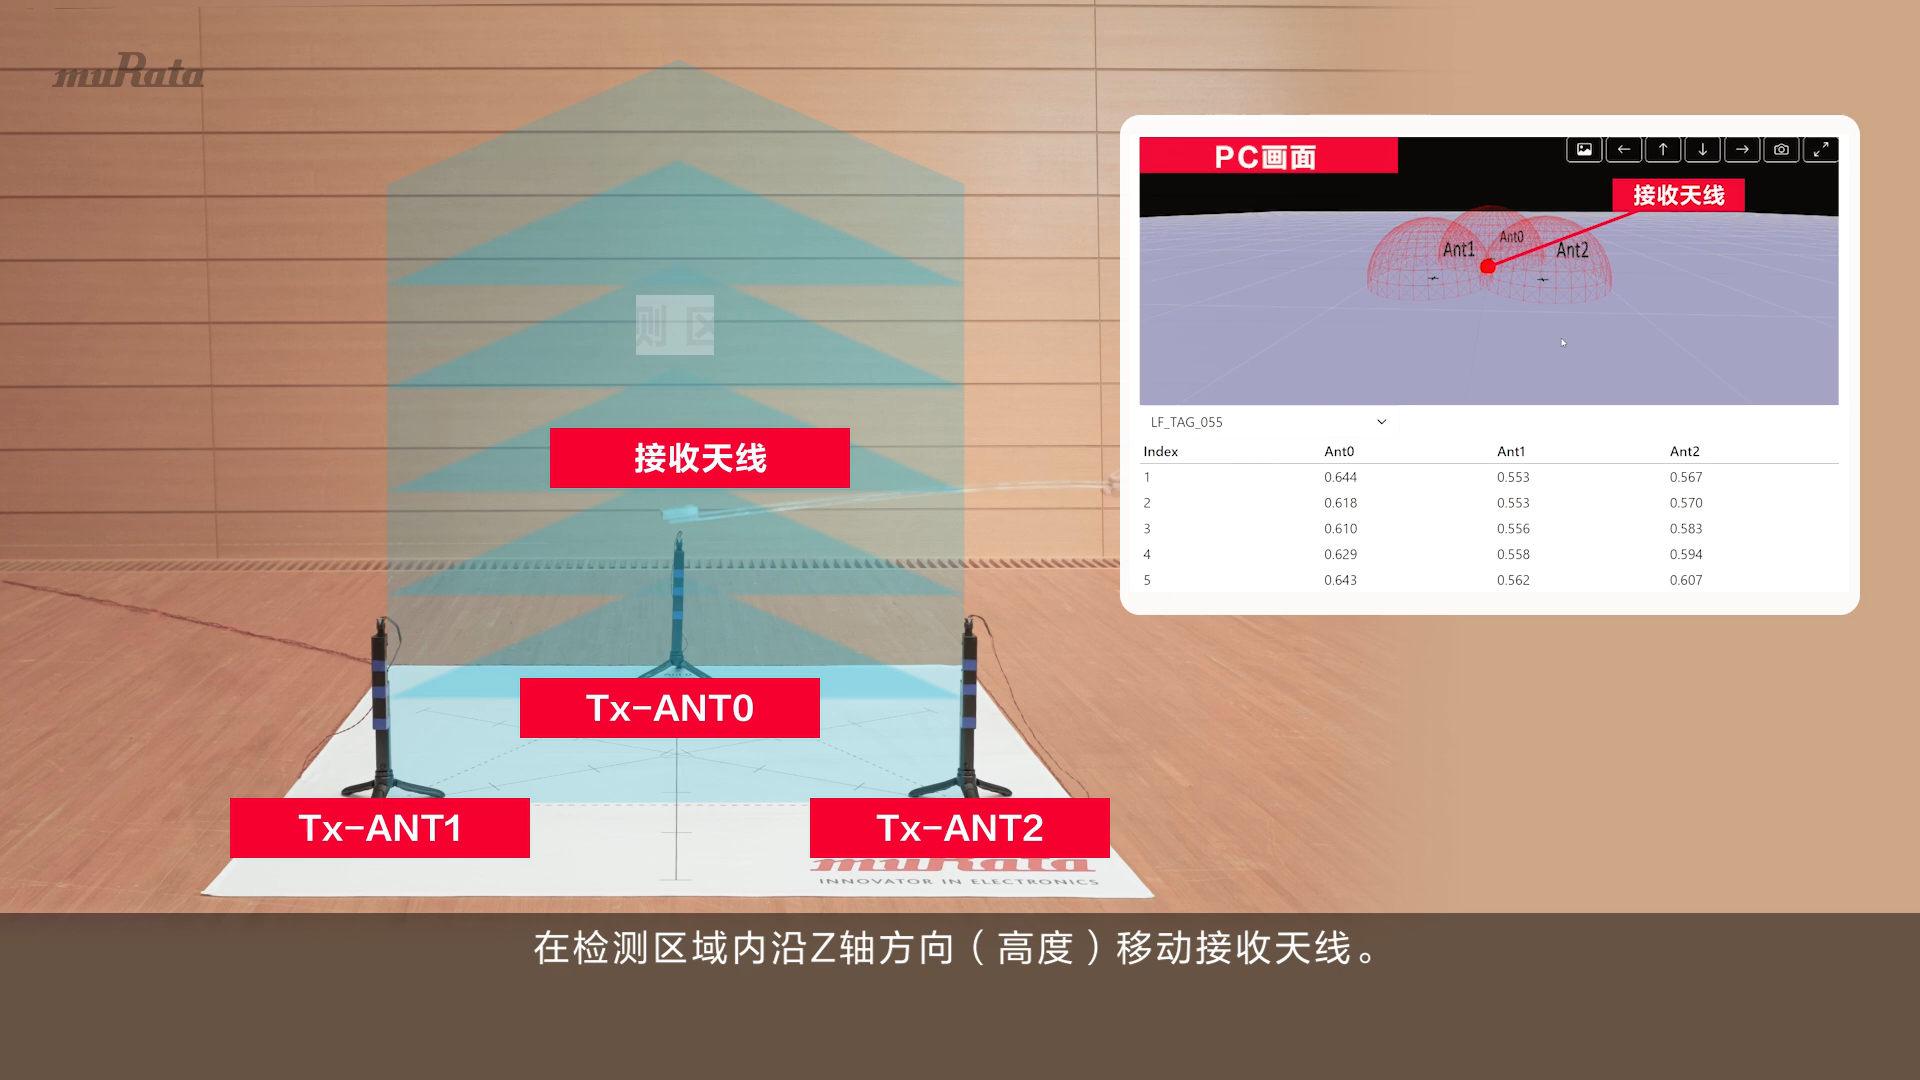 muRata
PC画面
接收天线
Ant1
Ant0
Ant2
LF_TAG_055
Index Ant0 Ant1 Ant2
1 0.644 0.553 0.567
2 0.618 0.553 0.570
3 0.610 0.556 0.583
4 0.629 0.558 0.594
5 0.643 0.562 0.607
测 区
接收天线
Tx-ANT0
Tx-ANT1
Tx-ANT2
muRata
INNOVATOR IN ELECTRONICS
在检测区域内沿Z轴方向（高度）移动接收天线。